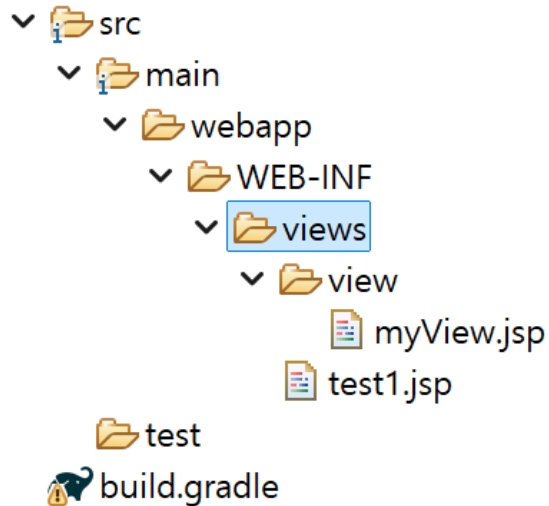 src
main
webapp
WEB-INF
views
view
myView.jsp
test1.jsp
test
build.gradle